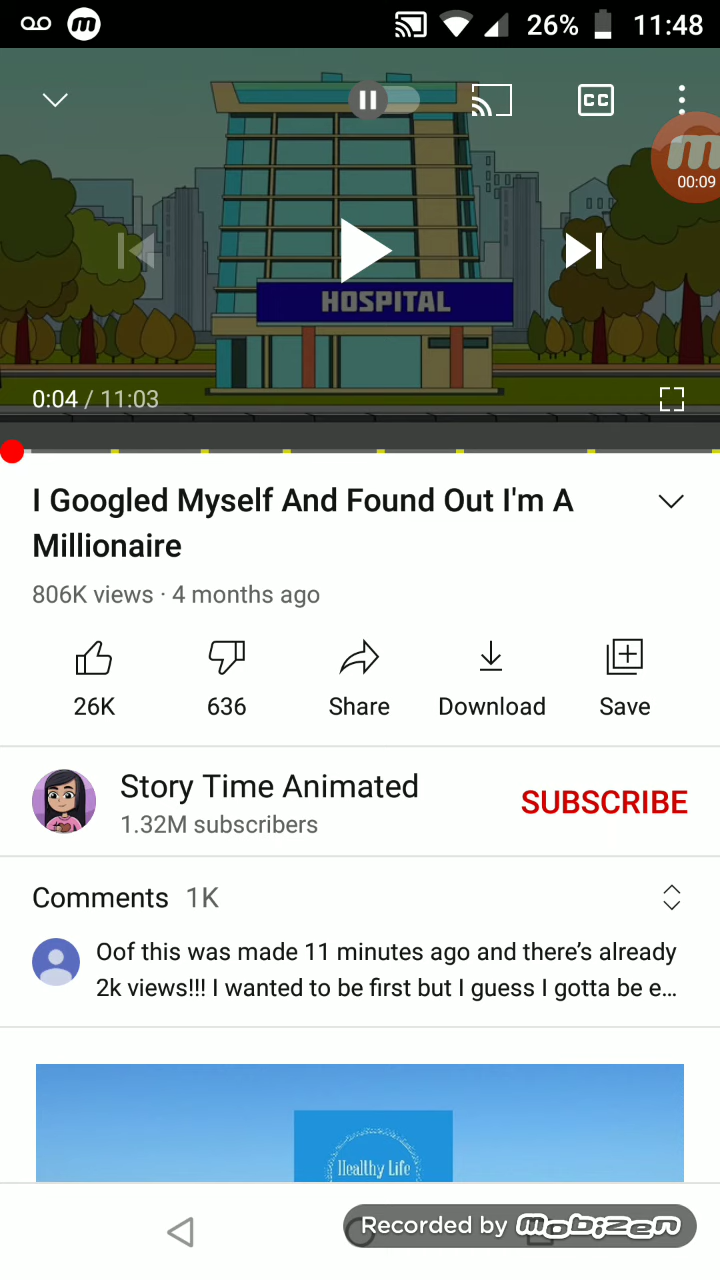 26% 11:48
CC
00:09
HOSPITAL
0:04 / 11:03
I Googled Myself And Found Out I'm A
Millionaire
806K views · 4 months ago
26K 636 Share Download Save
Story Time Animated
1.32M subscribers
SUBSCRIBE
Comments 1K
Oof this was made 11 minutes ago and there’s already
2k views!!! I wanted to be first but I guess I gotta be e...
Healthy Life
Recorded by mobizen